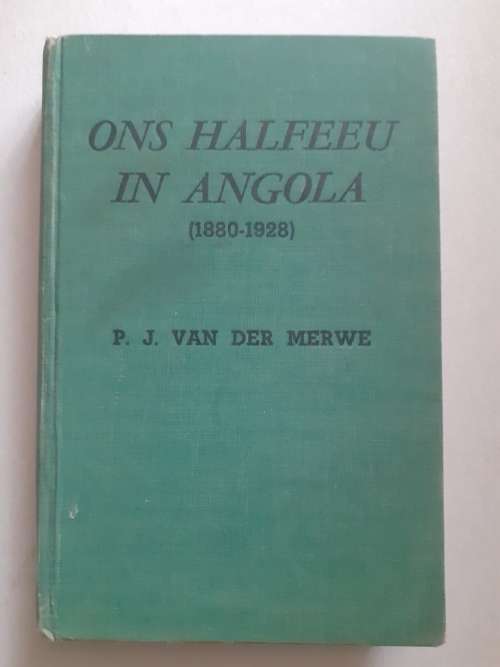 ONS HALFEEU
IN ANGOLA
(1880-1928)
P. J. VAN DER MERWE